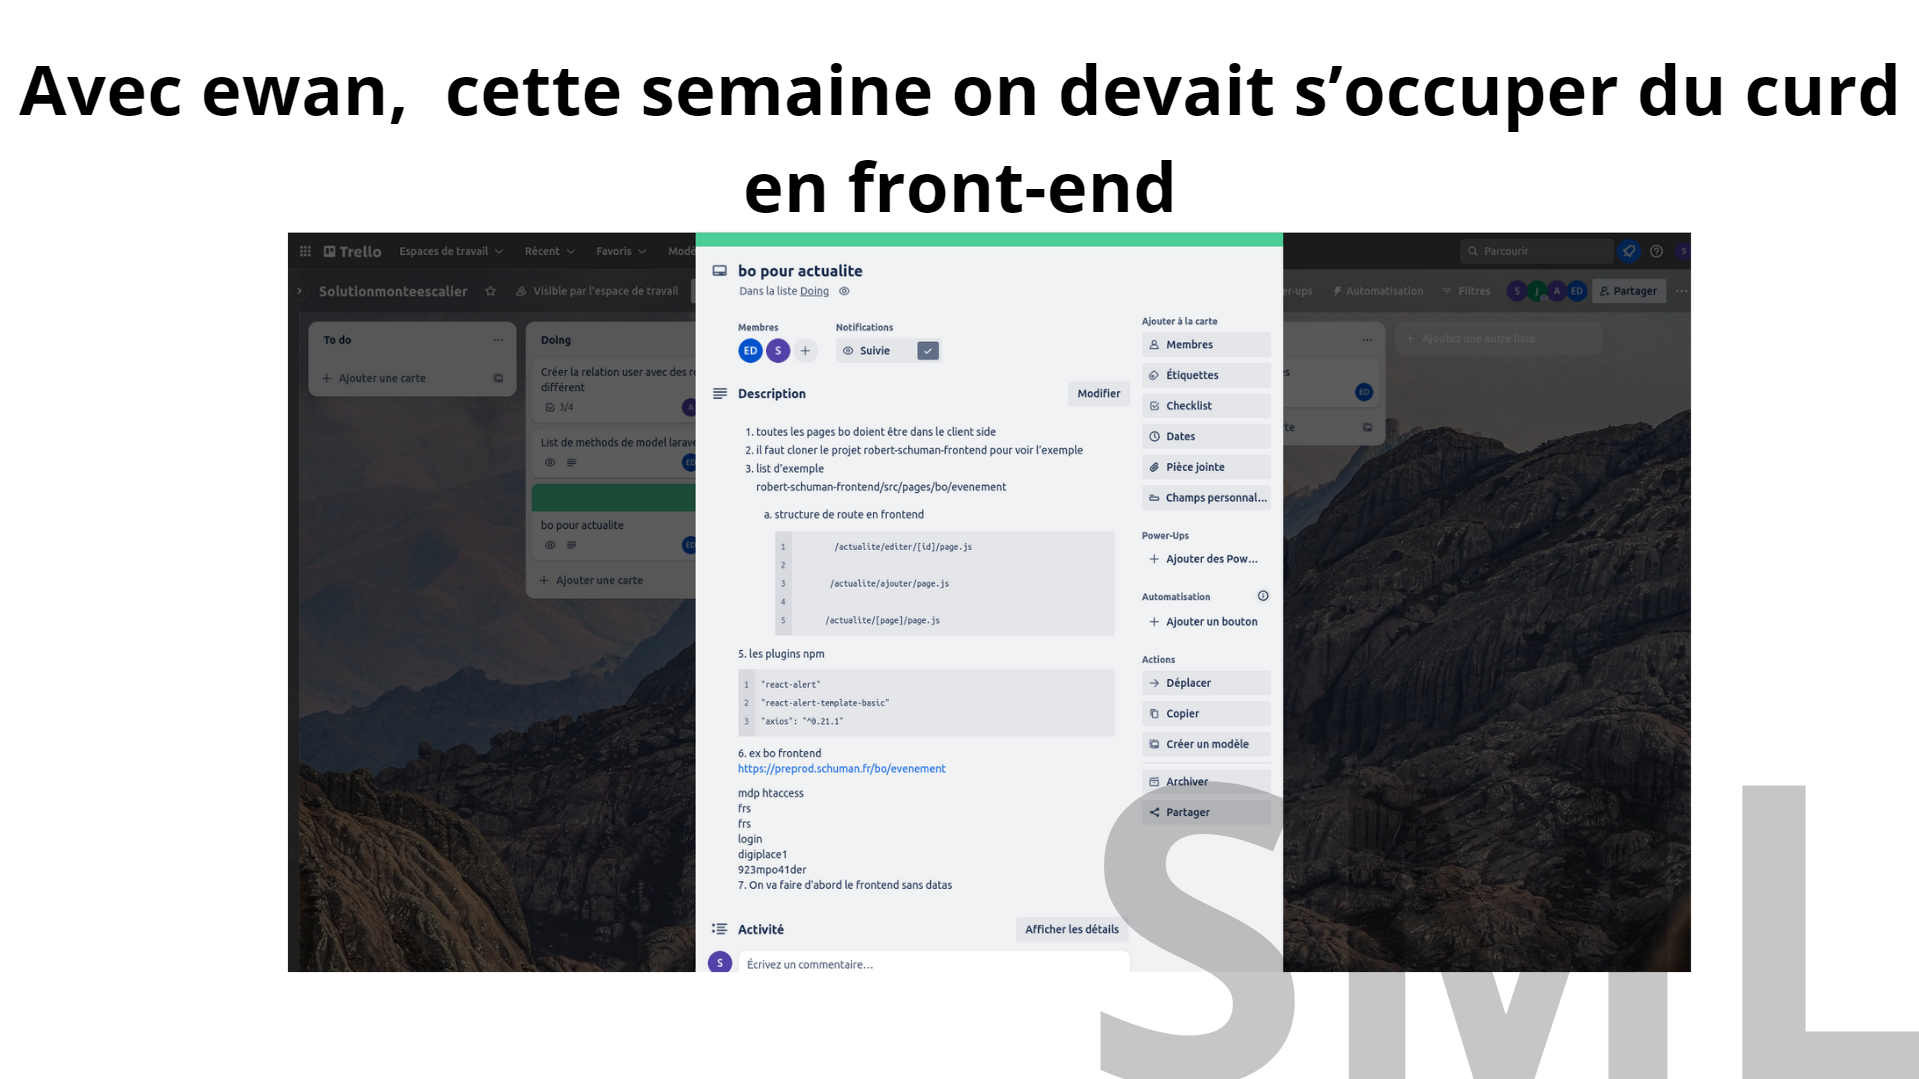 Avec ewan,  cette semaine on devait s’occuper du curd
en front-end
Trello Espaces de travail Récent Favoris Modè
Parcourir
Solutionmonteescalier Visible par l'espace de travail
er-ups Automatisation Filtres S J A ED Partager
To do
Ajouter une carte
Doing
Créer la relation user avec des r
différent
3/4 A
List de methods de model larave
ED
bo pour actualite
ED
Ajouter une carte
bo pour actualite
Dans la liste Doing
Membres Notifications
ED S Suivie
Description Modifier
1. toutes les pages bo doient être dans le client side
2. il faut cloner le projet robert-schuman-frontend pour voir l'exemple
3. list d'exemple
robert-schuman-frontend/src/pages/bo/evenement
a. structure de route en frontend
1 /actualite/editer/[id]/page.js
2
3 /actualite/ajouter/page.js
4
5 /actualite/[page]/page.js
5. les plugins npm
1 "react-alert"
2 "react-alert-template-basic"
3 "axios": "^0.21.1"
6. ex bo frontend
https://preprod.schuman.fr/bo/evenement
mdp htaccess
frs
frs
login
digiplace1
923mpo41der
7. On va faire d'abord le frontend sans datas
Activité Afficher les détails
S Écrivez un commentaire…
Ajouter à la carte
Membres
Étiquettes
Checklist
Dates
Pièce jointe
Champs personnal...
Power-Ups
Ajouter des Pow...
Automatisation
Ajouter un bouton
Actions
Déplacer
Copier
Créer un modèle
Archiver
Partager
es
ED
te
Ajoutez une autre liste
SML